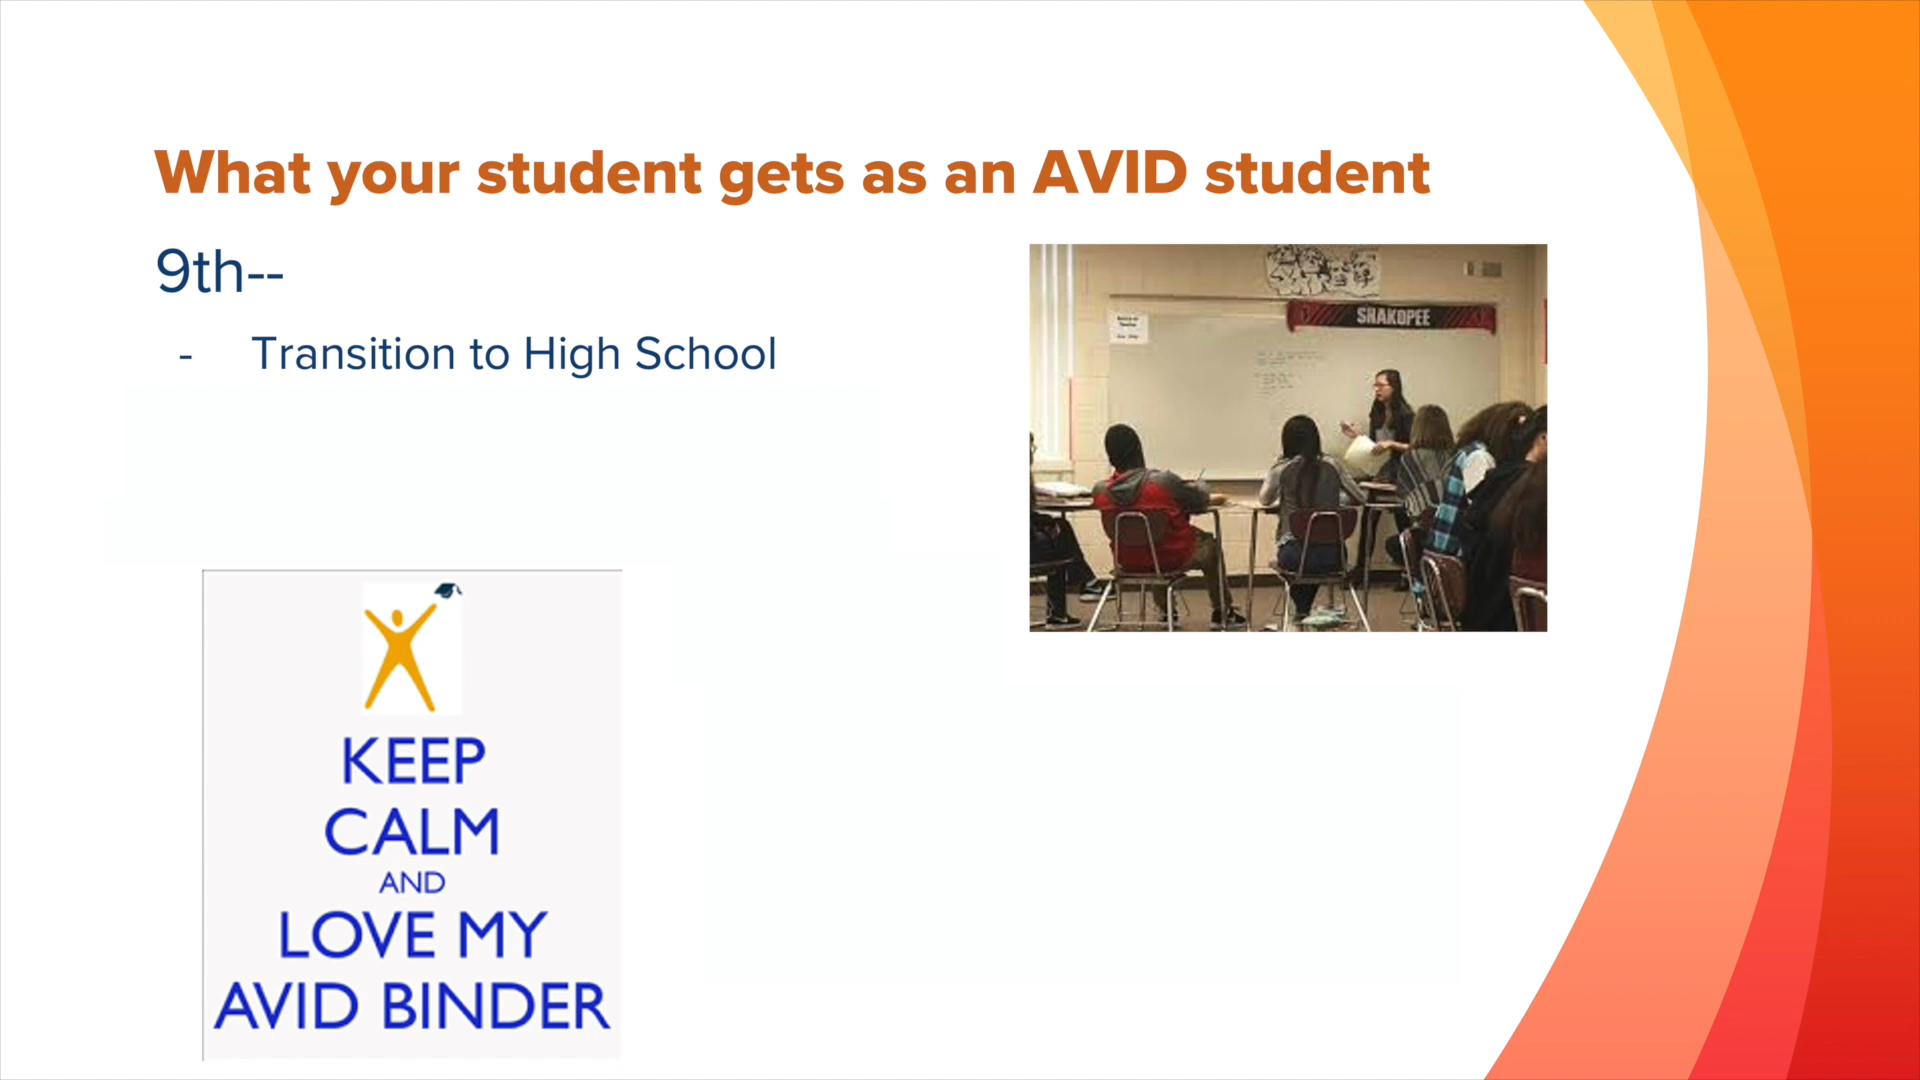 What your student gets as an AVID student
9th--
- Transition to High School
SHAKOPEE
KEEP
CALM
AND
LOVE MY
AVID BINDER